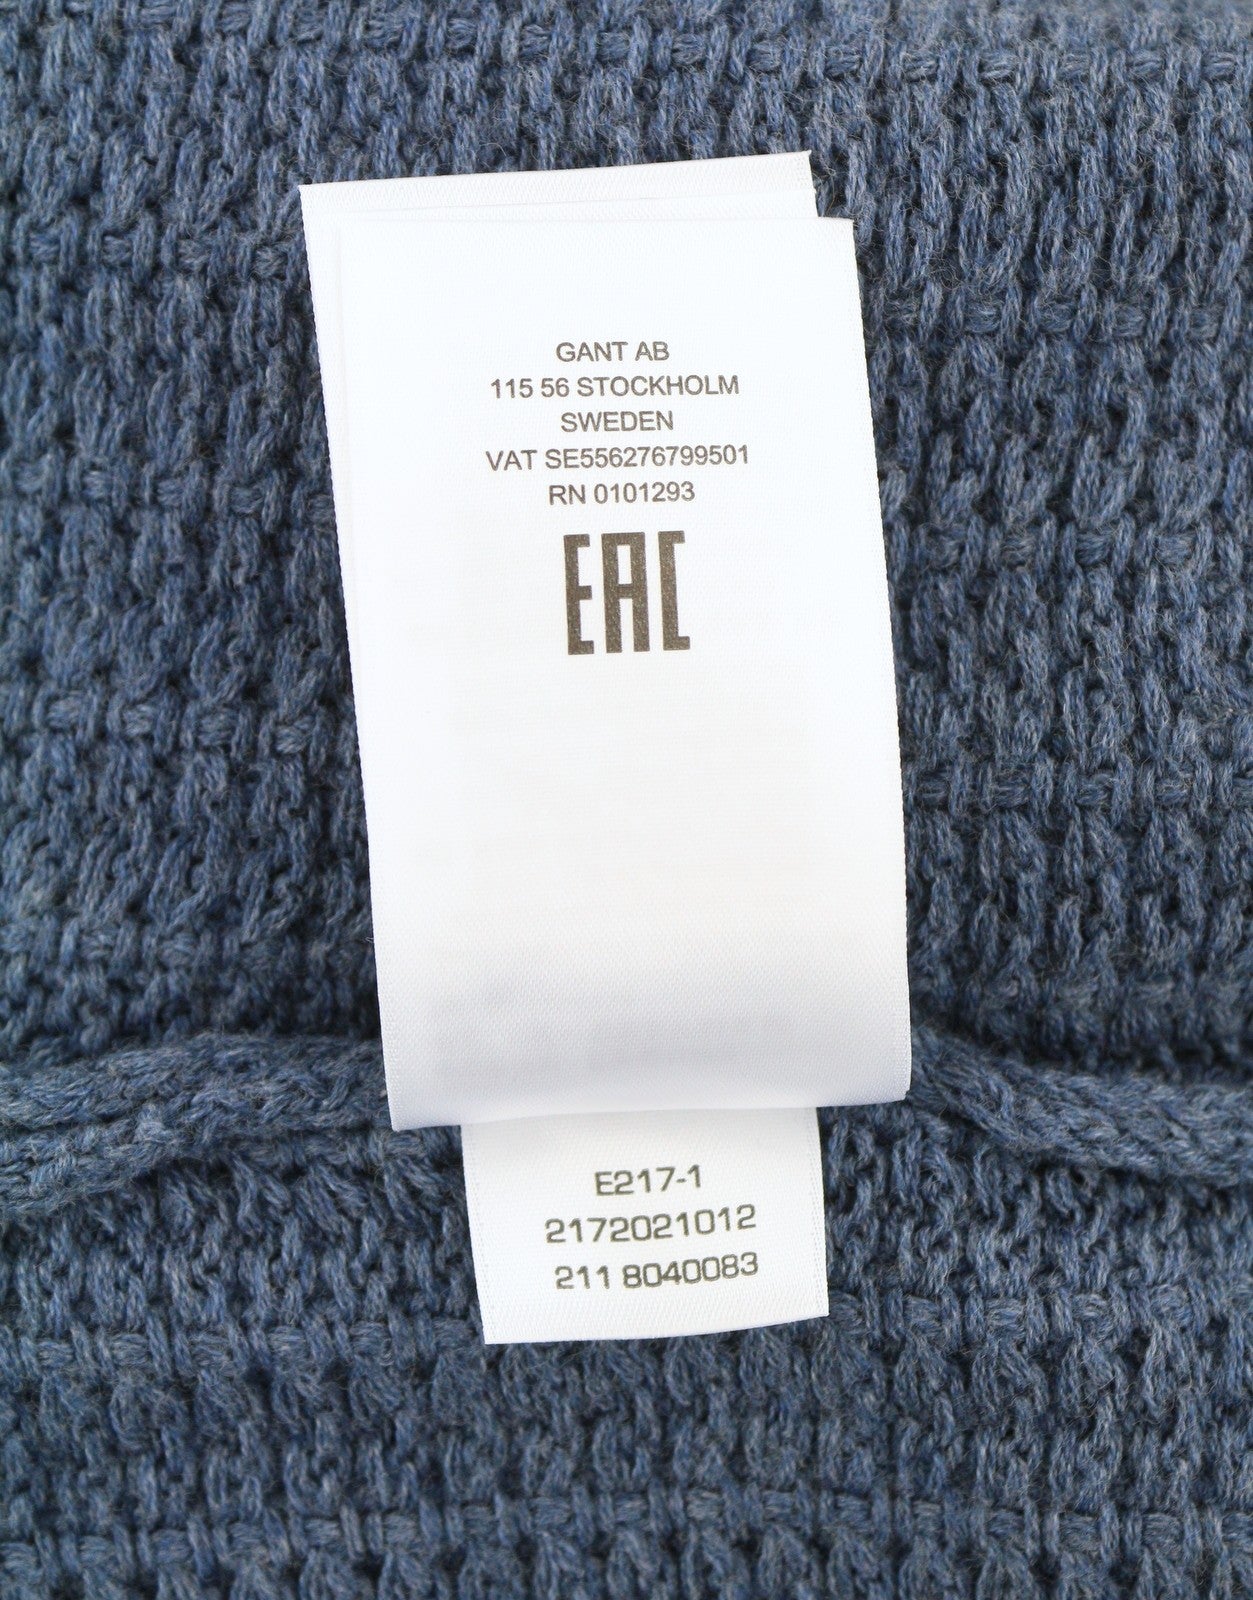 GANT AB
115 56 STOCKHOLM
SWEDEN
VAT SE556276799501
RN 0101293
EAC
E217-1
2172021012
211 8040083